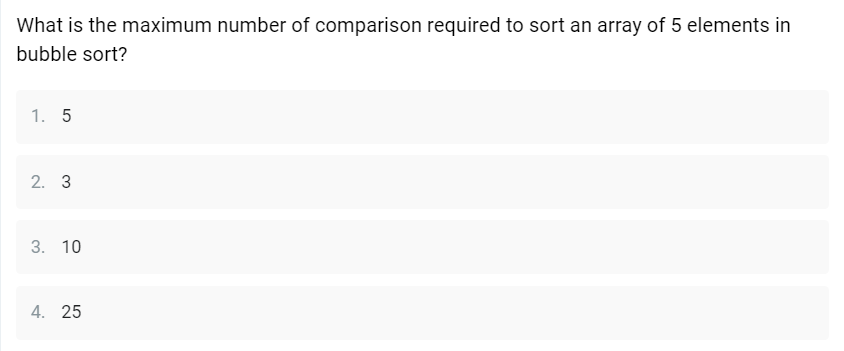 What is the maximum number of comparison required to sort an array of 5 elements in
bubble sort?
1. 5
2. 3
3. 10
4. 25